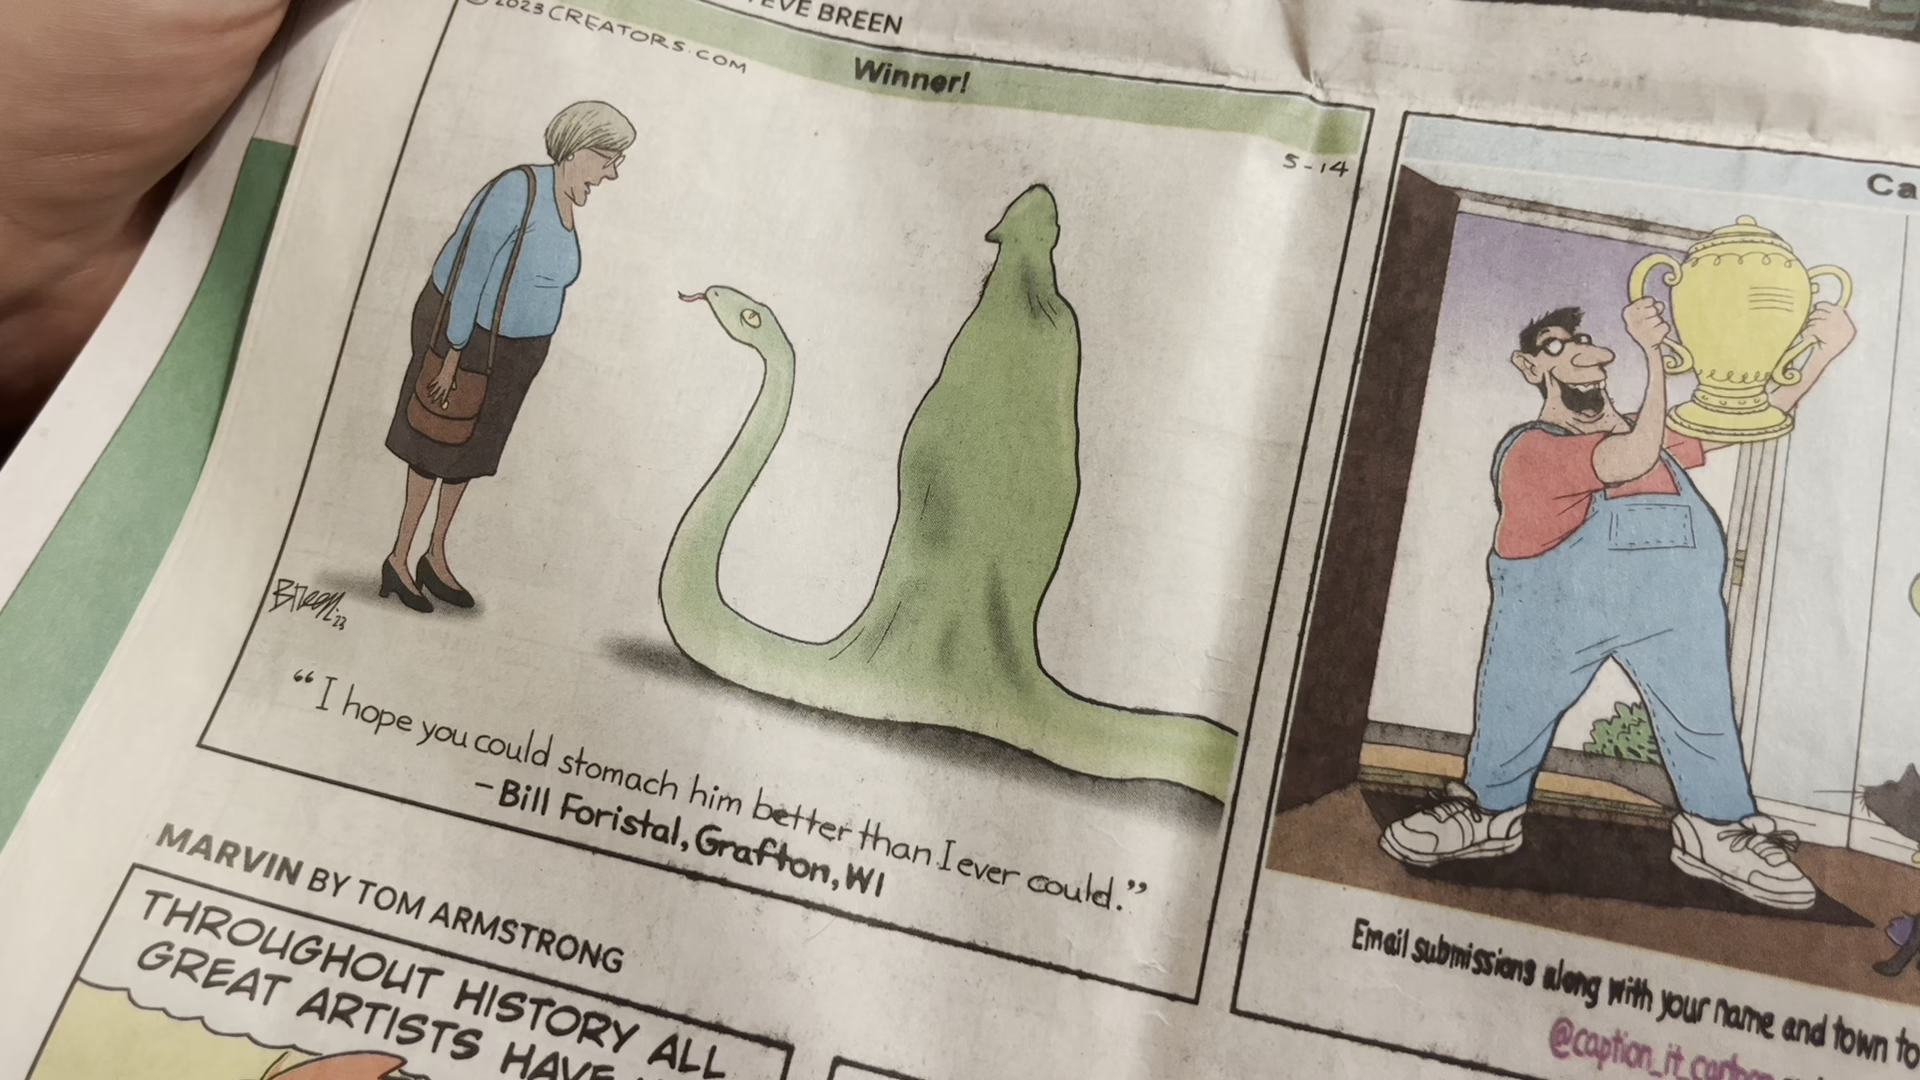 EVE BREEN
© 2023 CREATORS.COM
Winner!
5-14
Breen 23
“I hope you could stomach him better than I ever could.”
– Bill Foristal, Grafton, WI
Ca
Email submissions along with your name and town to
@caption_it_cartoon
MARVIN BY TOM ARMSTRONG
THROUGHOUT HISTORY ALL
GREAT ARTISTS HAVE